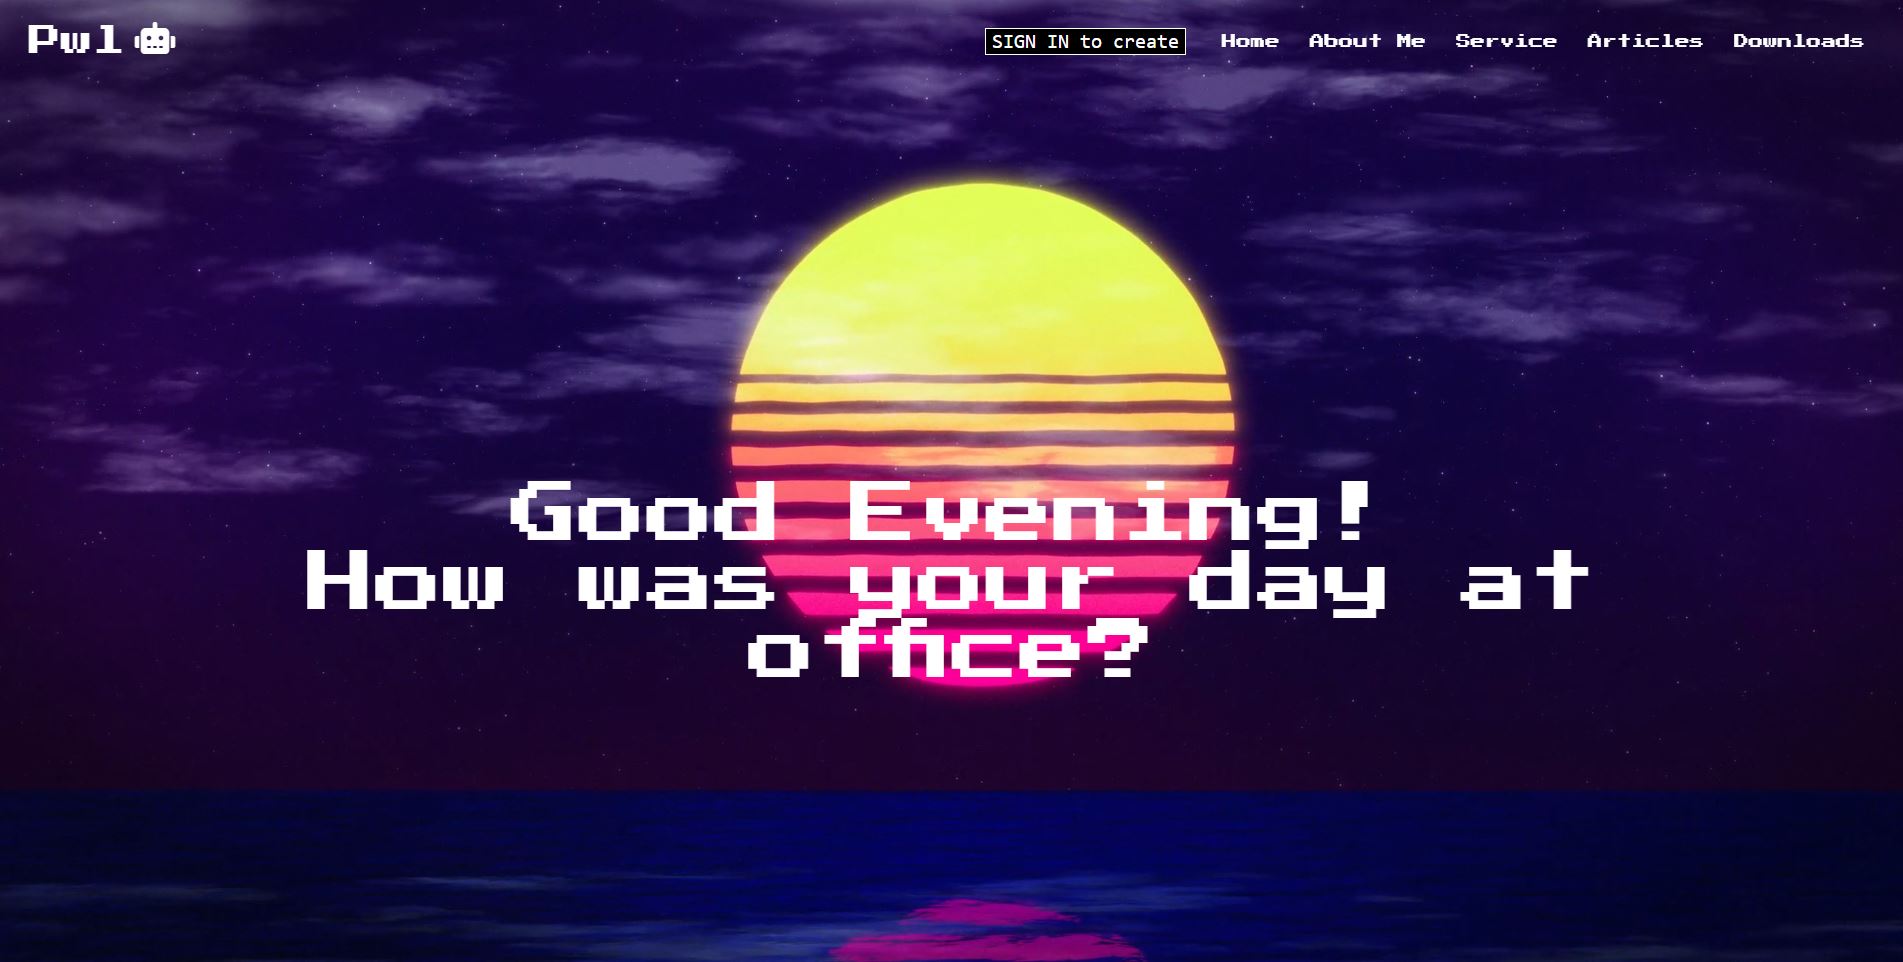 Pwl
SIGN IN to create
Home
About Me
Service
Articles
Downloads
Good Evening!
How was your day at
office?